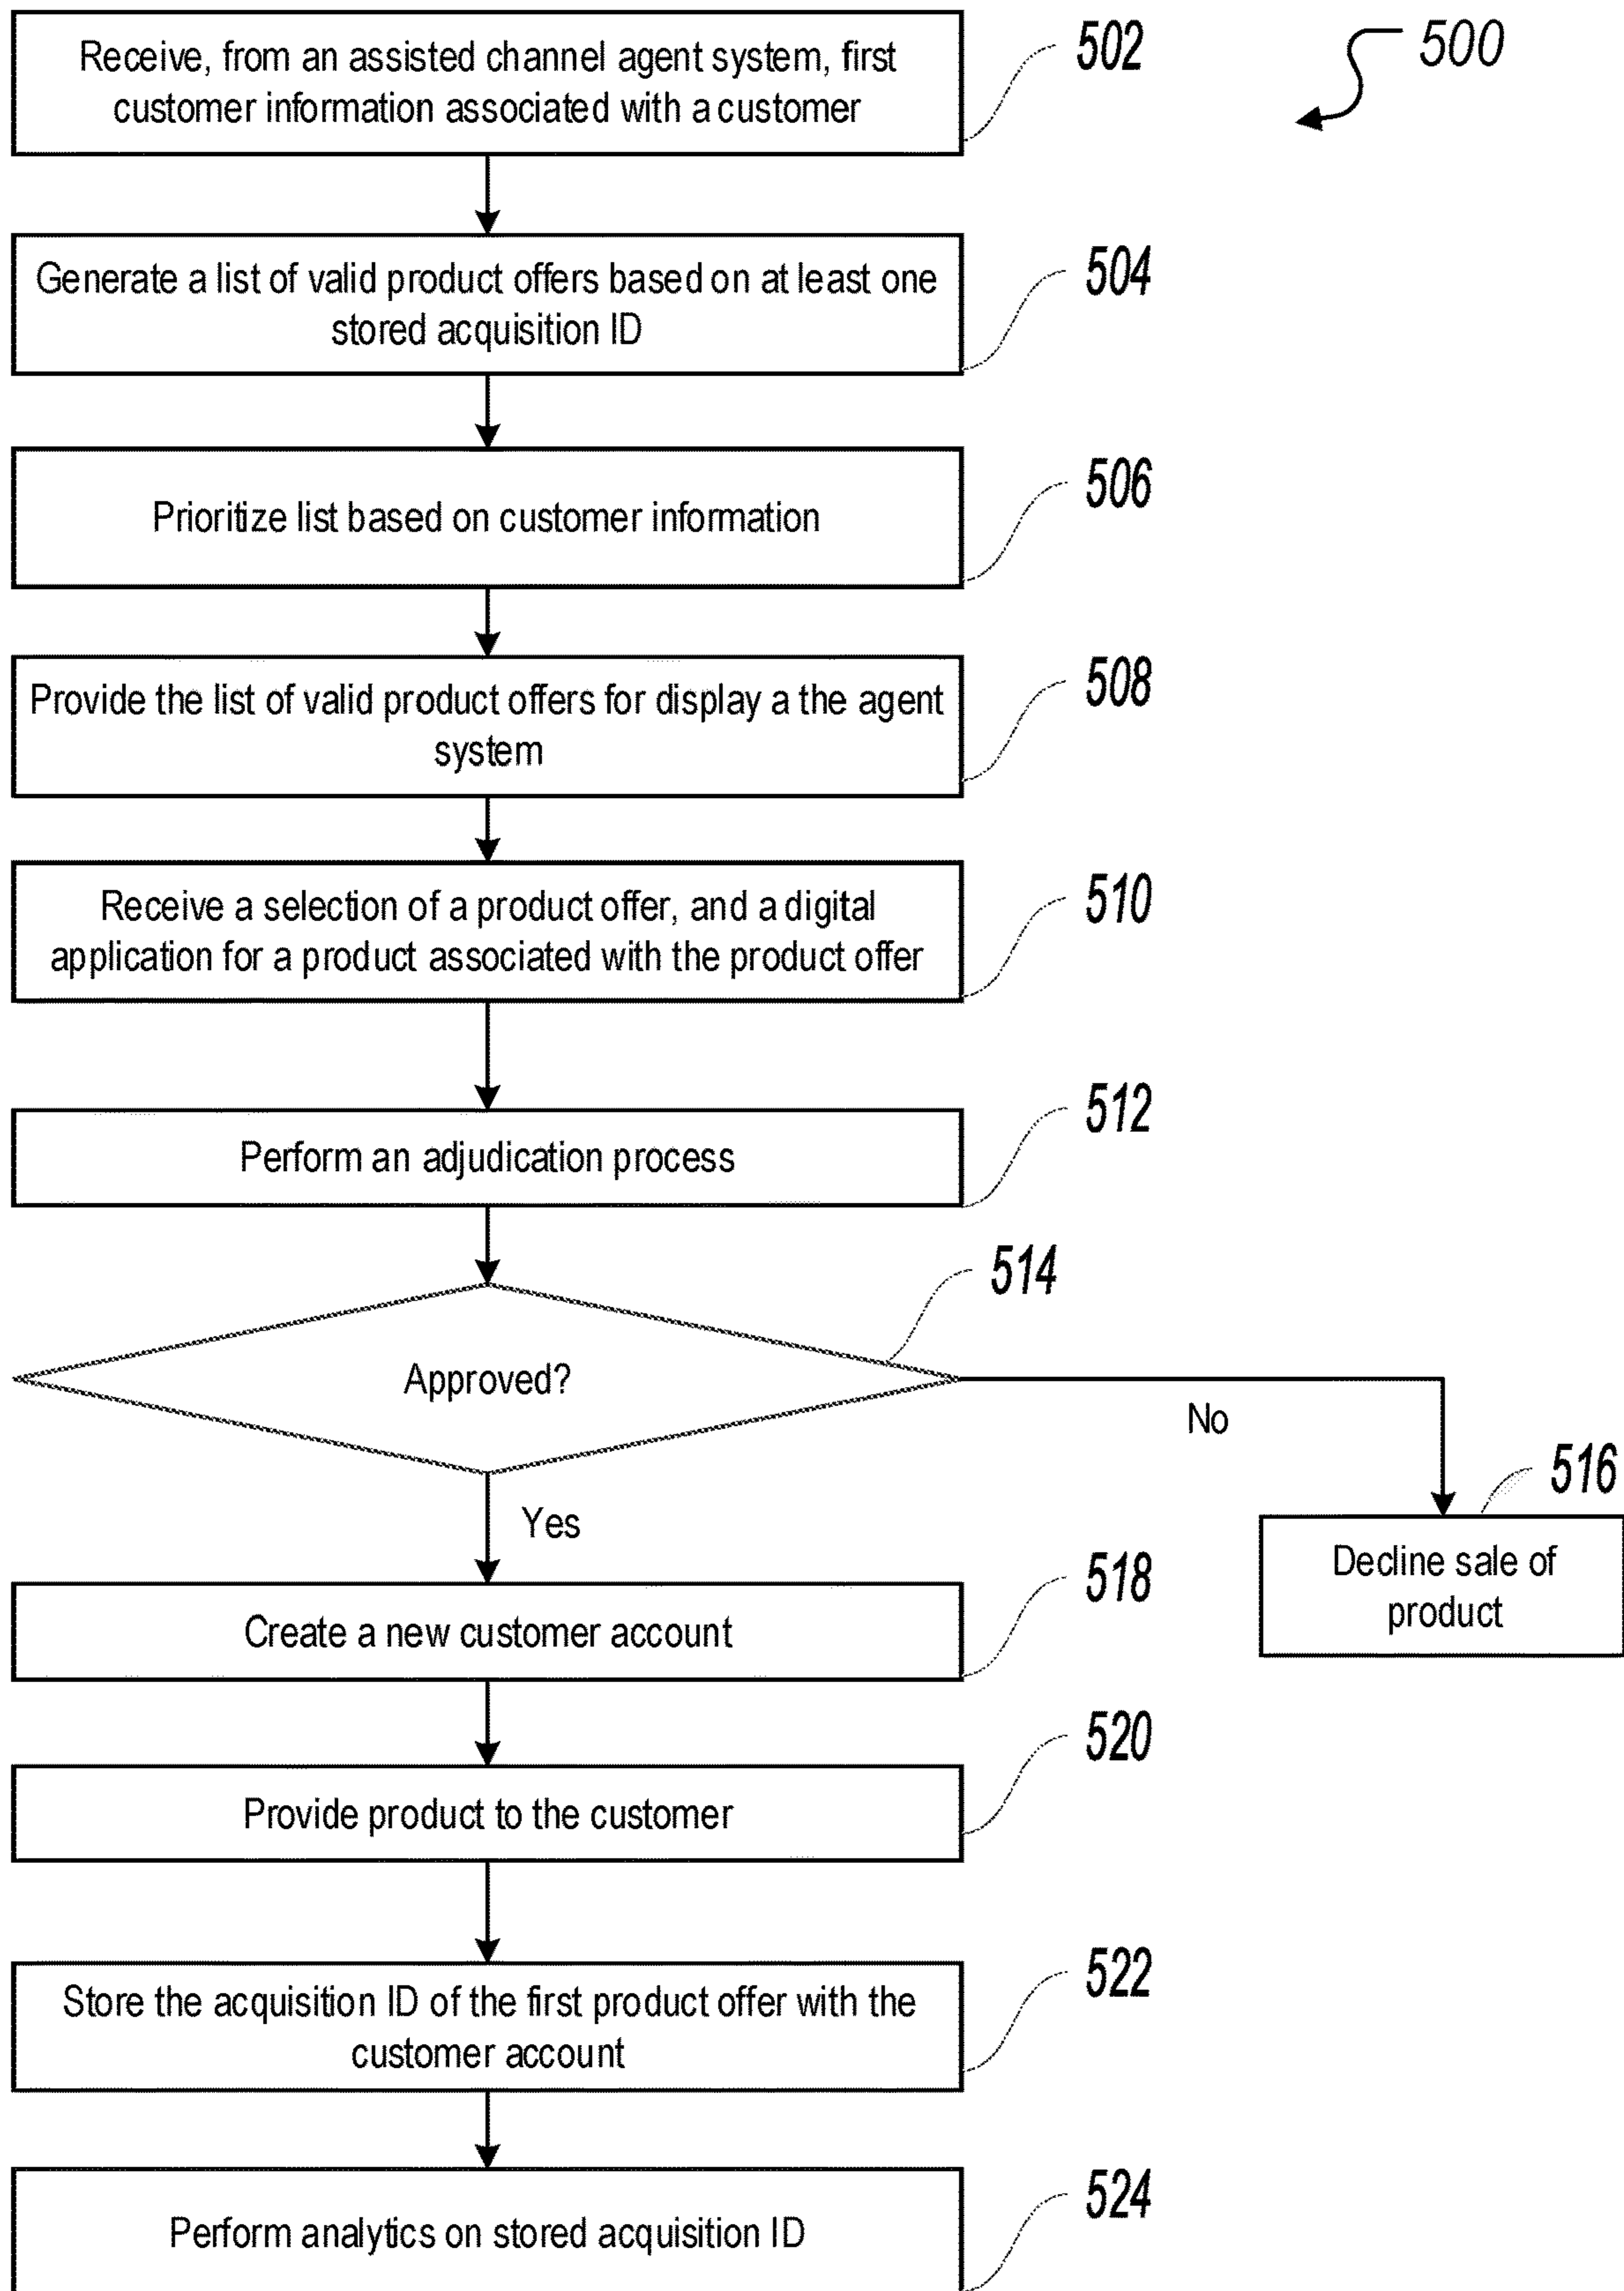 Receive, from an assisted channel agent system, first
customer information associated with a customer
502
500
Generate a list of valid product offers based on at least one
stored acquisition ID
504
Prioritize list based on customer information
506
Provide the list of valid product offers for display a the agent
system
508
Receive a selection of a product offer, and a digital
application for a product associated with the product offer
510
Perform an adjudication process
512
514
Approved?
No
Yes
516
Decline sale of
product
518
Create a new customer account
520
Provide product to the customer
522
Store the acquisition ID of the first product offer with the
customer account
524
Perform analytics on stored acquisition ID